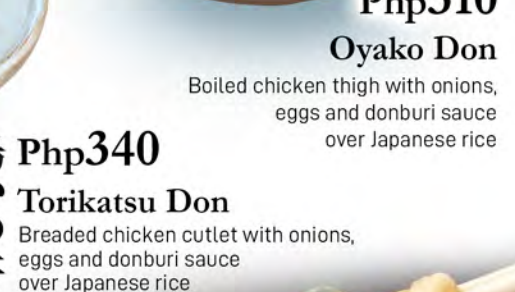 Php310
Oyako Don
Boiled chicken thigh with onions,
eggs and donburi sauce
over Japanese rice
Php340
Torikatsu Don
Breaded chicken cutlet with onions,
eggs and donburi sauce
over Japanese rice